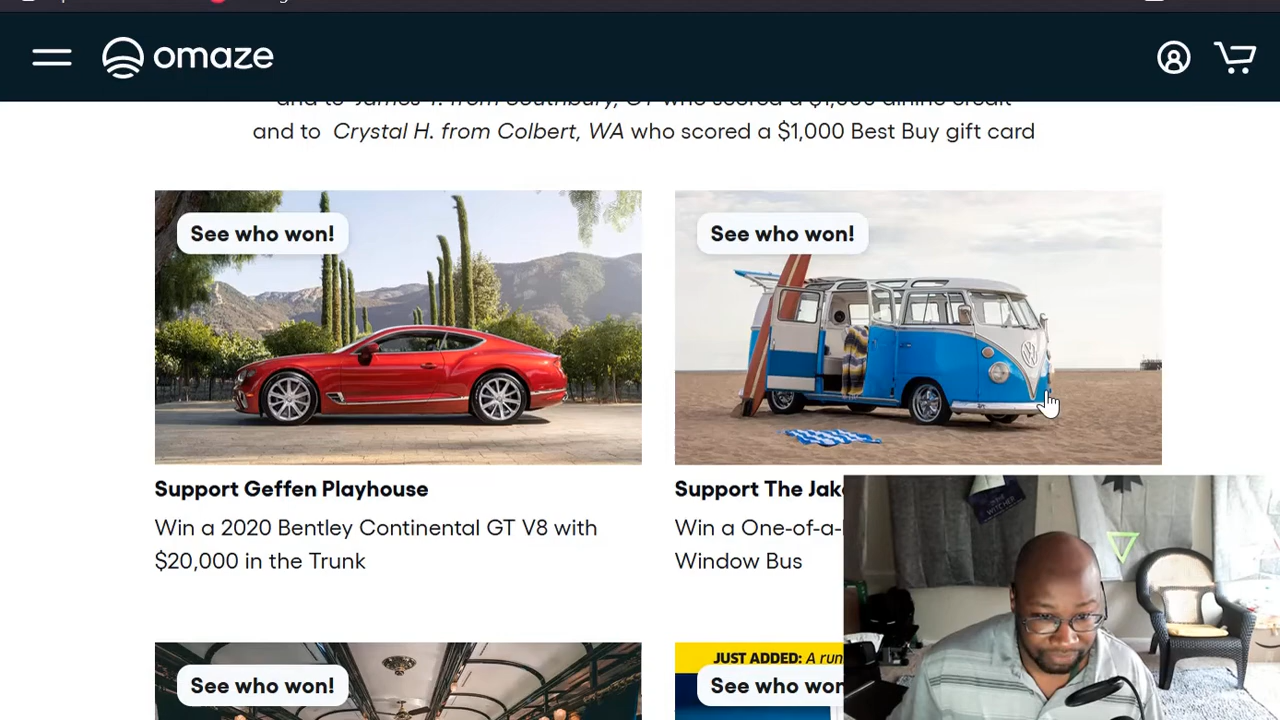 omaze
and to James T. from Southbury, CT who scored a $1,000 airline credit
and to Crystal H. from Colbert, WA who scored a $1,000 Best Buy gift card
See who won!
See who won!
Support Geffen Playhouse
Support The Jak
Win a 2020 Bentley Continental GT V8 with
$20,000 in the Trunk
Win a One-of-a-
Window Bus
WITCHER
See who won!
JUST ADDED: A run
See who won